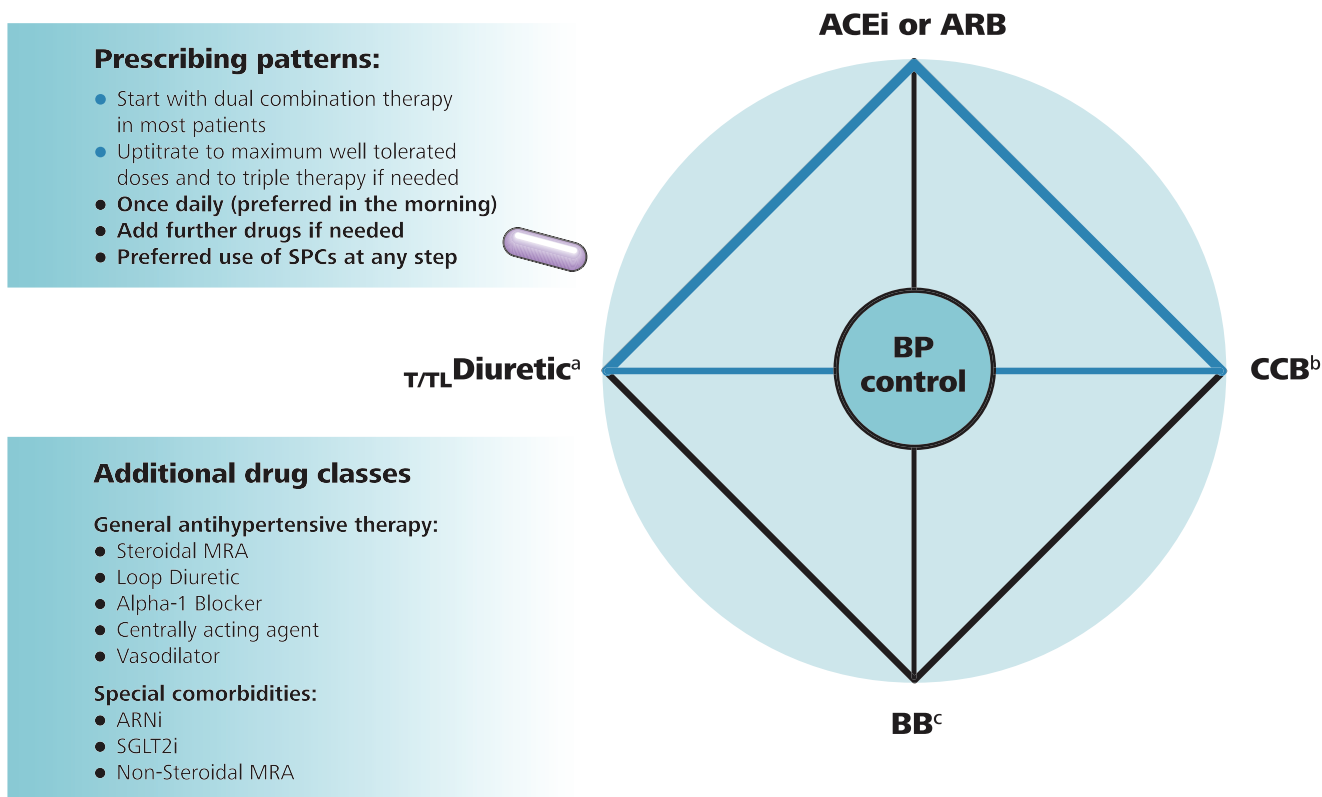 Prescribing patterns:
● Start with dual combination therapy
in most patients
● Uptitrate to maximum well tolerated
doses and to triple therapy if needed
● Once daily (preferred in the morning)
● Add further drugs if needed
● Preferred use of SPCs at any step
ACEi or ARB
T/TLDiureticᵃ
BP
control
CCBᵇ
BBᶜ
Additional drug classes
General antihypertensive therapy:
● Steroidal MRA
● Loop Diuretic
● Alpha-1 Blocker
● Centrally acting agent
● Vasodilator
Special comorbidities:
● ARNi
● SGLT2i
● Non-Steroidal MRA